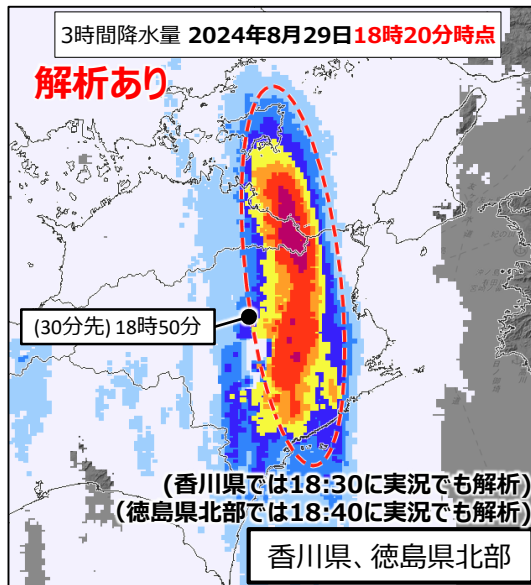 3時間降水量 2024年8月29日18時20分時点
解析あり
(30分先) 18時50分
(香川県では18:30に実況でも解析)
(徳島県北部では18:40に実況でも解析)
香川県、徳島県北部